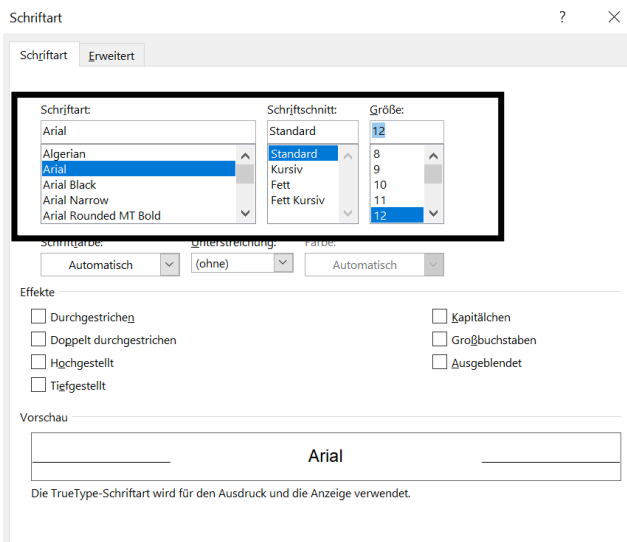 Schriftart ?
Schriftart Erweitert
Schriftart: Schriftschnitt: Größe:
Arial Standard 12
Algerian Standard 8
Arial Kursiv 9
Arial Black Fett 10
Arial Narrow Fett Kursiv 11
Arial Rounded MT Bold 12
Schriftfarbe: Unterstreichung: Farbe:
Automatisch (ohne) Automatisch
Effekte
Durchgestrichen Kapitälchen
Doppelt durchgestrichen Großbuchstaben
Hochgestellt Ausgeblendet
Tiefgestellt
Vorschau
Arial
Die TrueType-Schriftart wird für den Ausdruck und die Anzeige verwendet.